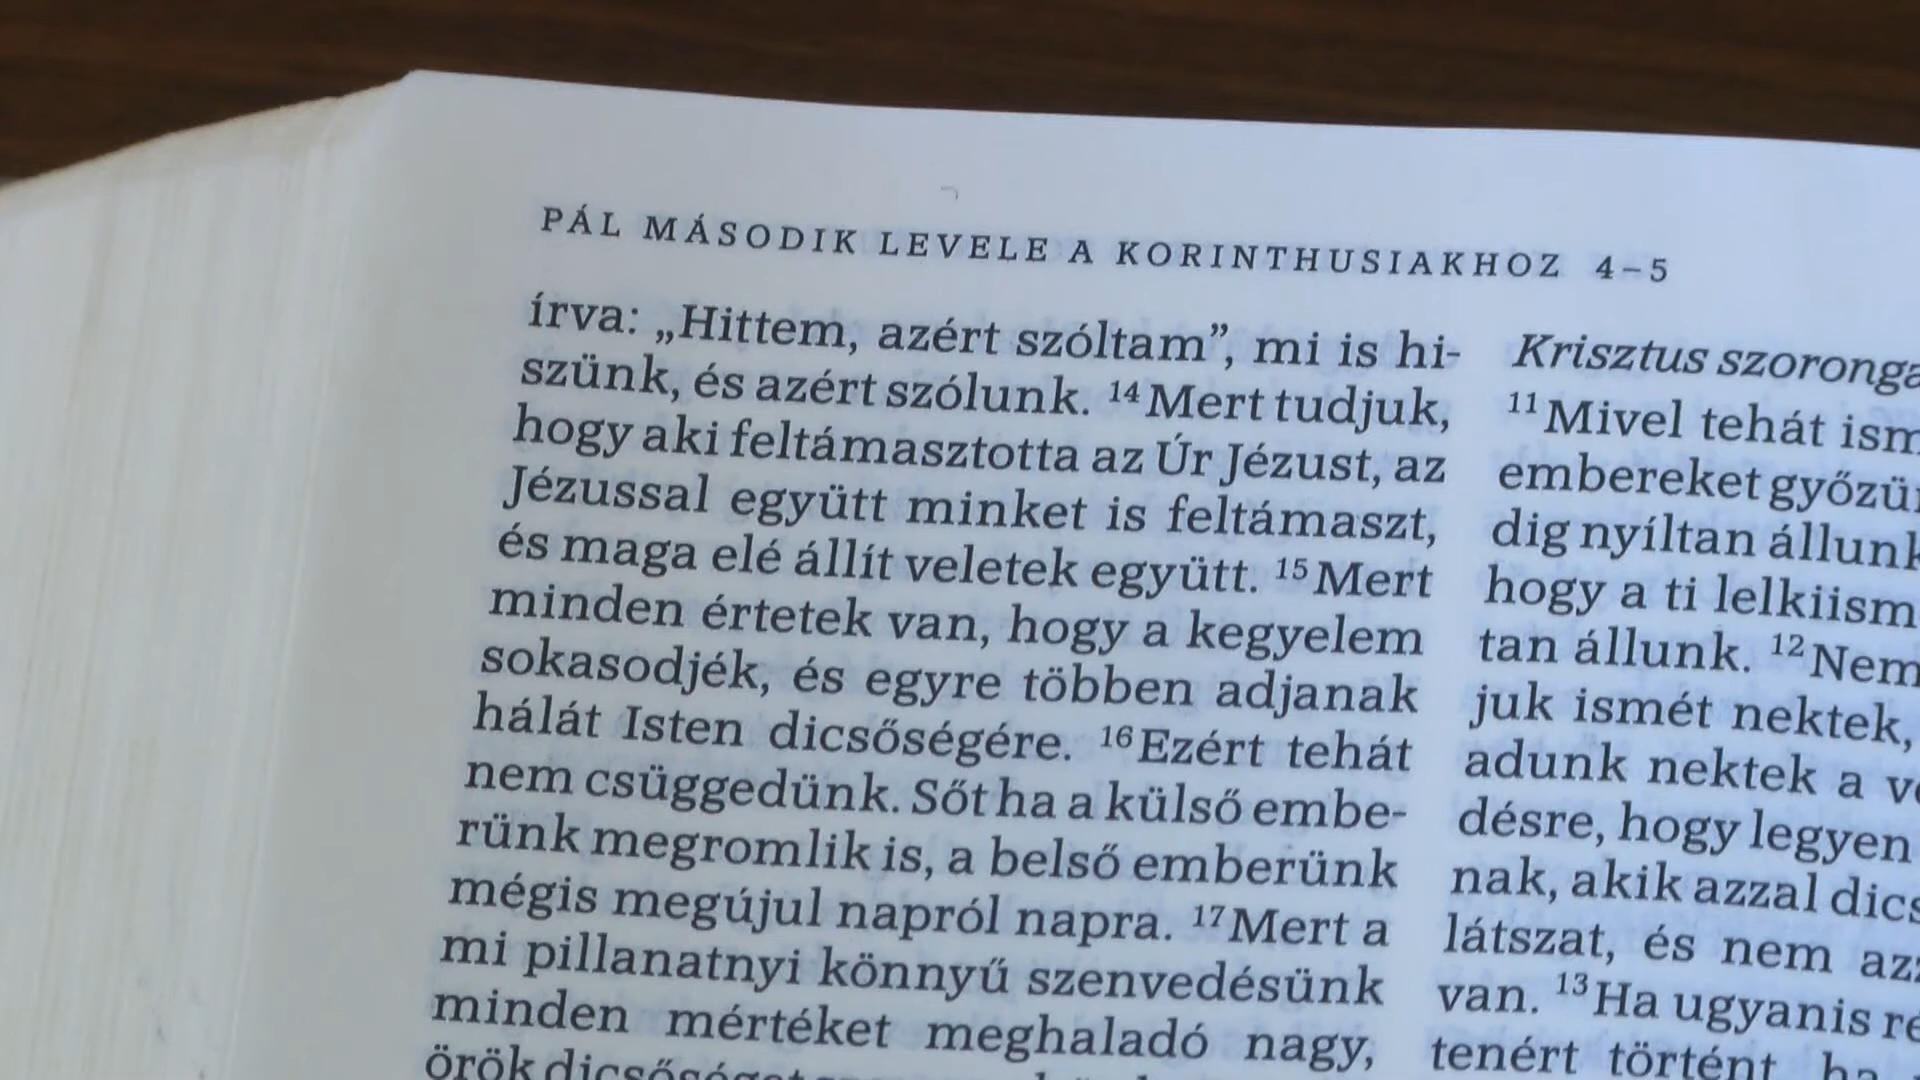 PÁL MÁSODIK LEVELE A KORINTHUSIAKHOZ 4–5
írva: „Hittem, azért szóltam”, mi is hi-
szünk, és azért szólunk. 14 Mert tudjuk,
hogy aki feltámasztotta az Úr Jézust, az
Jézussal együtt minket is feltámaszt,
és maga elé állít veletek együtt. 15 Mert
minden értetek van, hogy a kegyelem
sokasodjék, és egyre többen adjanak
hálát Isten dicsőségére. 16 Ezért tehát
nem csüggedünk. Sőt ha a külső embe-
rünk megromlik is, a belső emberünk
mégis megújul napról napra. 17 Mert a
mi pillanatnyi könnyű szenvedésünk
minden mértéket meghaladó nagy,
örök
Krisztus
11 Mivel tehát
embereket
dig nyíltan
hogy a ti
tan állunk. 12 Nem
juk ismét nektek,
adunk nektek a
désre, hogy legyen
nak, akik azzal
látszat, és nem
van. 13 Ha ugyanis
tenért történt